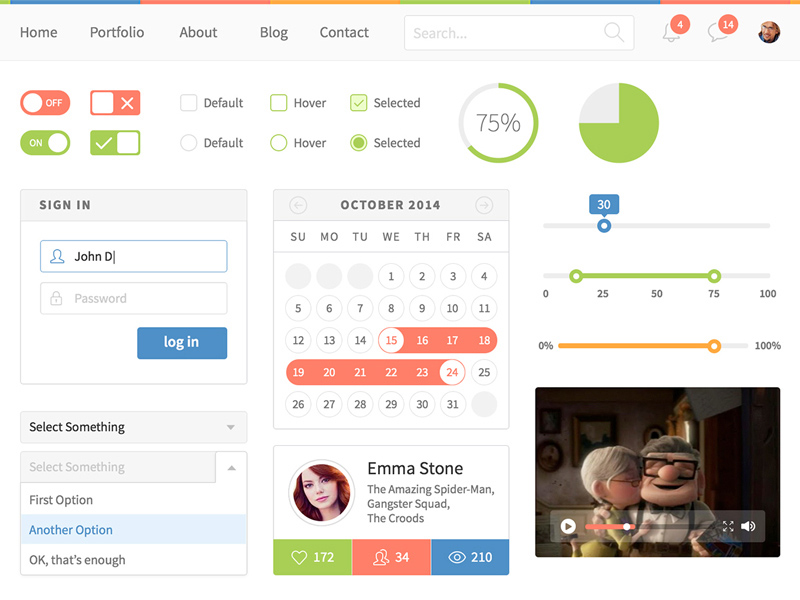 Home Portfolio About Blog Contact Search... 4 14
OFF Default Hover Selected
75%
ON Default Hover Selected
SIGN IN
John D
Password
log in
Select Something
Select Something
First Option
Another Option
OK, that's enough
OCTOBER 2014
SU MO TU WE TH FR SA
1 2 3 4
5 6 7 8 9 10 11
12 13 14 15 16 17 18
19 20 21 22 23 24 25
26 27 28 29 30 31
Emma Stone
The Amazing Spider-Man,
Gangster Squad,
The Croods
172 34 210
30
0 25 50 75 100
0% 100%